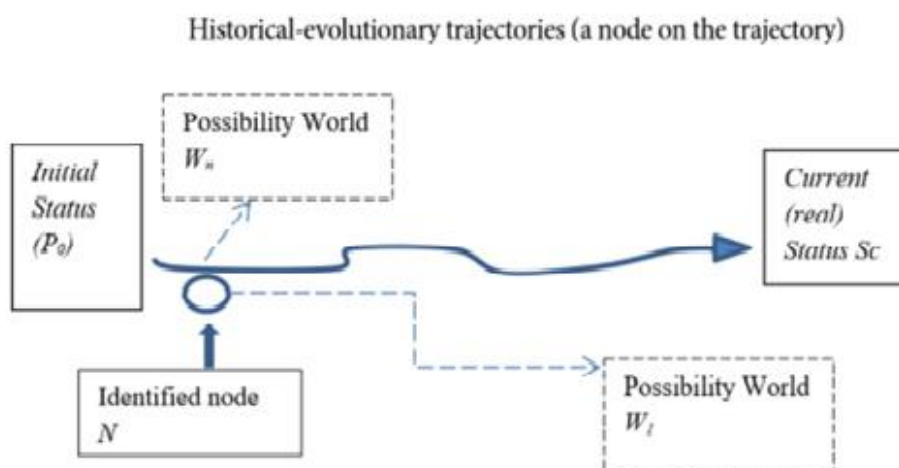 Historical-evolutionary trajectories (a node on the trajectory)
Possibility World
Wn
Initial
Status
(P0)
Current
(real)
Status Sc
Identified node
N
Possibility World
Wl